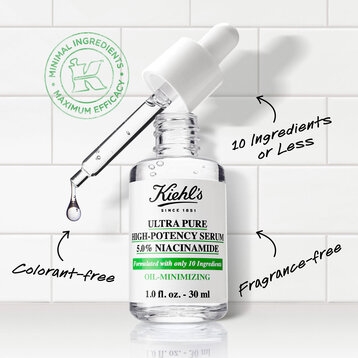 MINIMAL INGREDIENTS
K
MAXIMUM EFFICACY
10 Ingredients
or Less
Kiehl's
SINCE 1851
ULTRA PURE
HIGH-POTENCY SERUM
5.0% NIACINAMIDE
Formulated with only 10 Ingredients
OIL-MINIMIZING
1.0 fl. oz. - 30 ml
Colorant-free
Fragrance-free